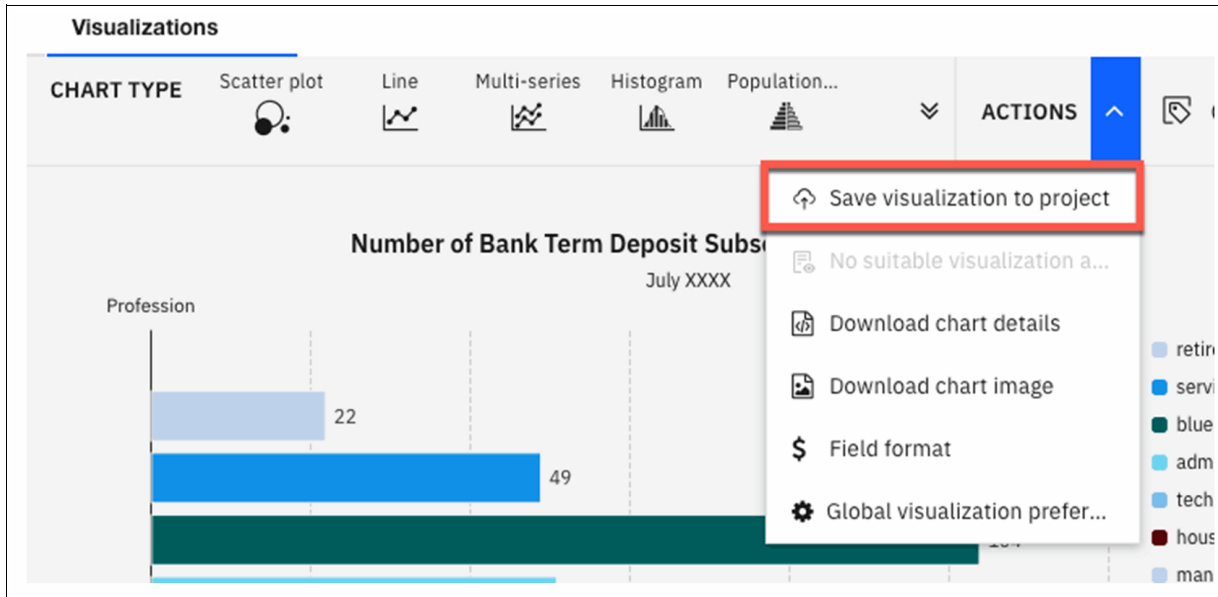 Visualizations
CHART TYPE
Scatter plot
Line
Multi-series
Histogram
Population...
ACTIONS
Save visualization to project
No suitable visualization a...
Download chart details
Download chart image
Field format
Global visualization prefer...
Number of Bank Term Deposit Subs
July XXXX
Profession
22
49
retir
servi
blue
adm
tech
hous
man